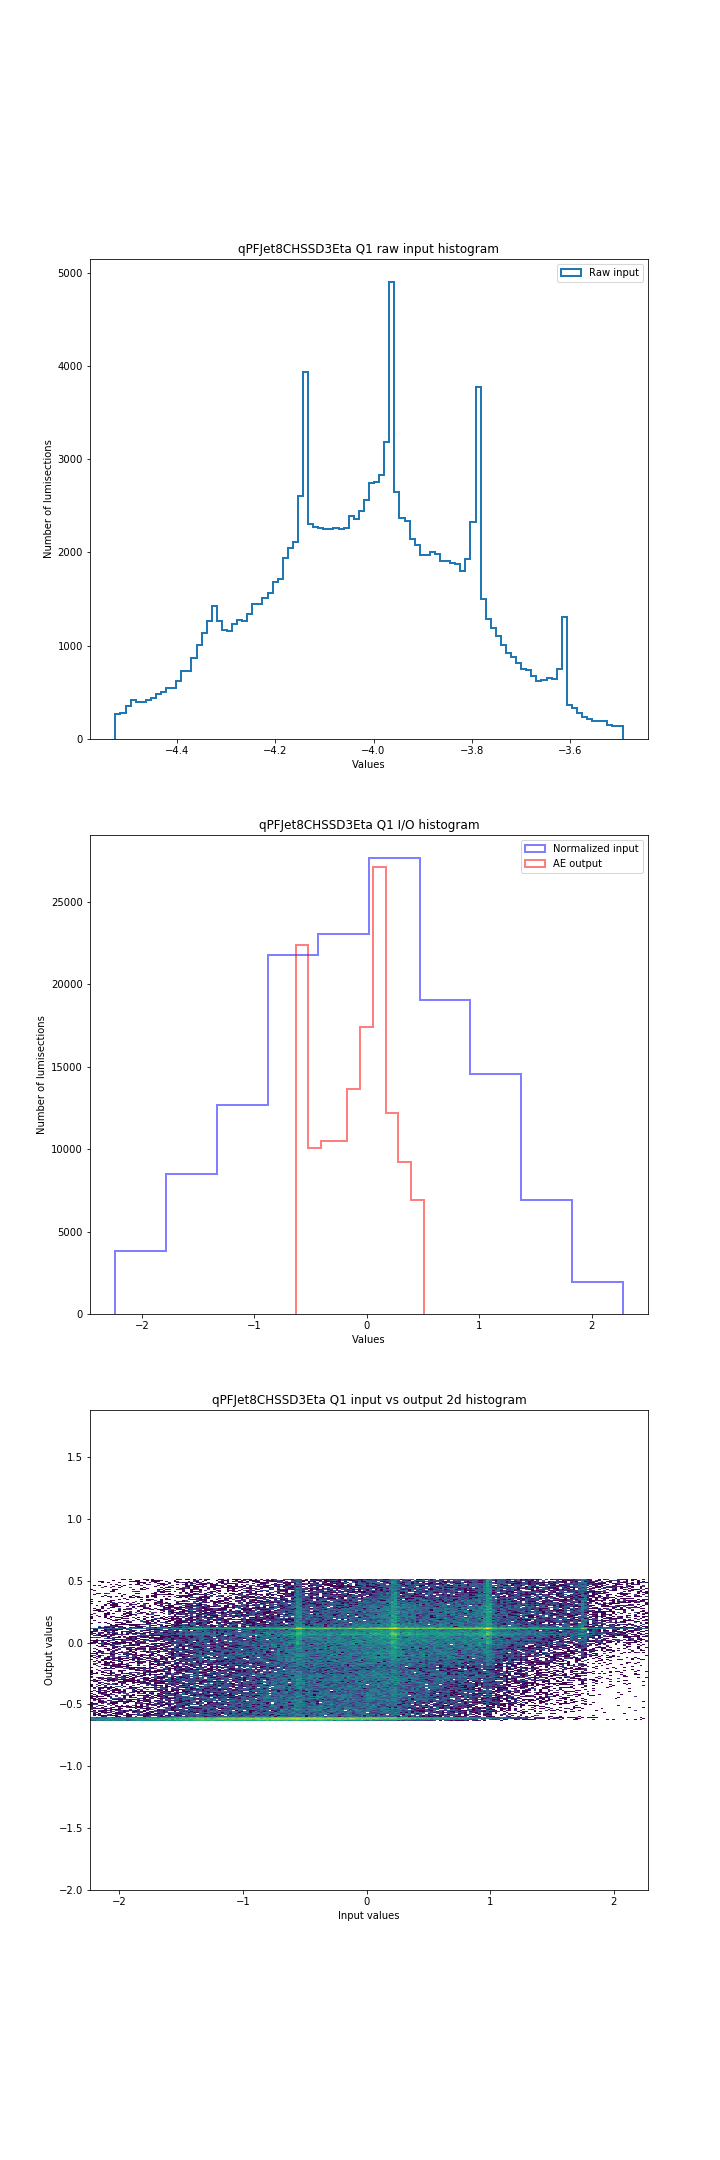 qPFJet8CHSSD3Eta Q1 raw input histogram
Raw input
5000
4000
3000
2000
1000
0
Number of lumisections
−4.4 −4.2 −4.0 −3.8 −3.6
Values
qPFJet8CHSSD3Eta Q1 I/O histogram
Normalized input
AE output
25000
20000
15000
10000
5000
0
Number of lumisections
−2 −1 0 1 2
Values
qPFJet8CHSSD3Eta Q1 input vs output 2d histogram
1.5
1.0
0.5
0.0
−0.5
−1.0
−1.5
−2.0
Output values
−2 −1 0 1 2
Input values